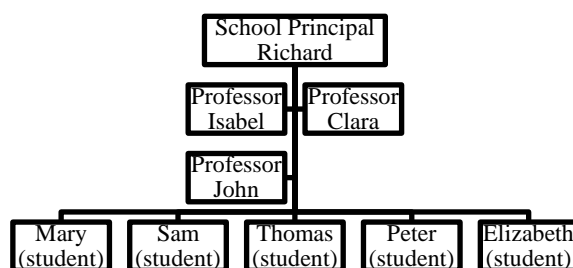 School Principal
Richard
Professor
Isabel
Professor
Clara
Professor
John
Mary
(student)
Sam
(student)
Thomas
(student)
Peter
(student)
Elizabeth
(student)